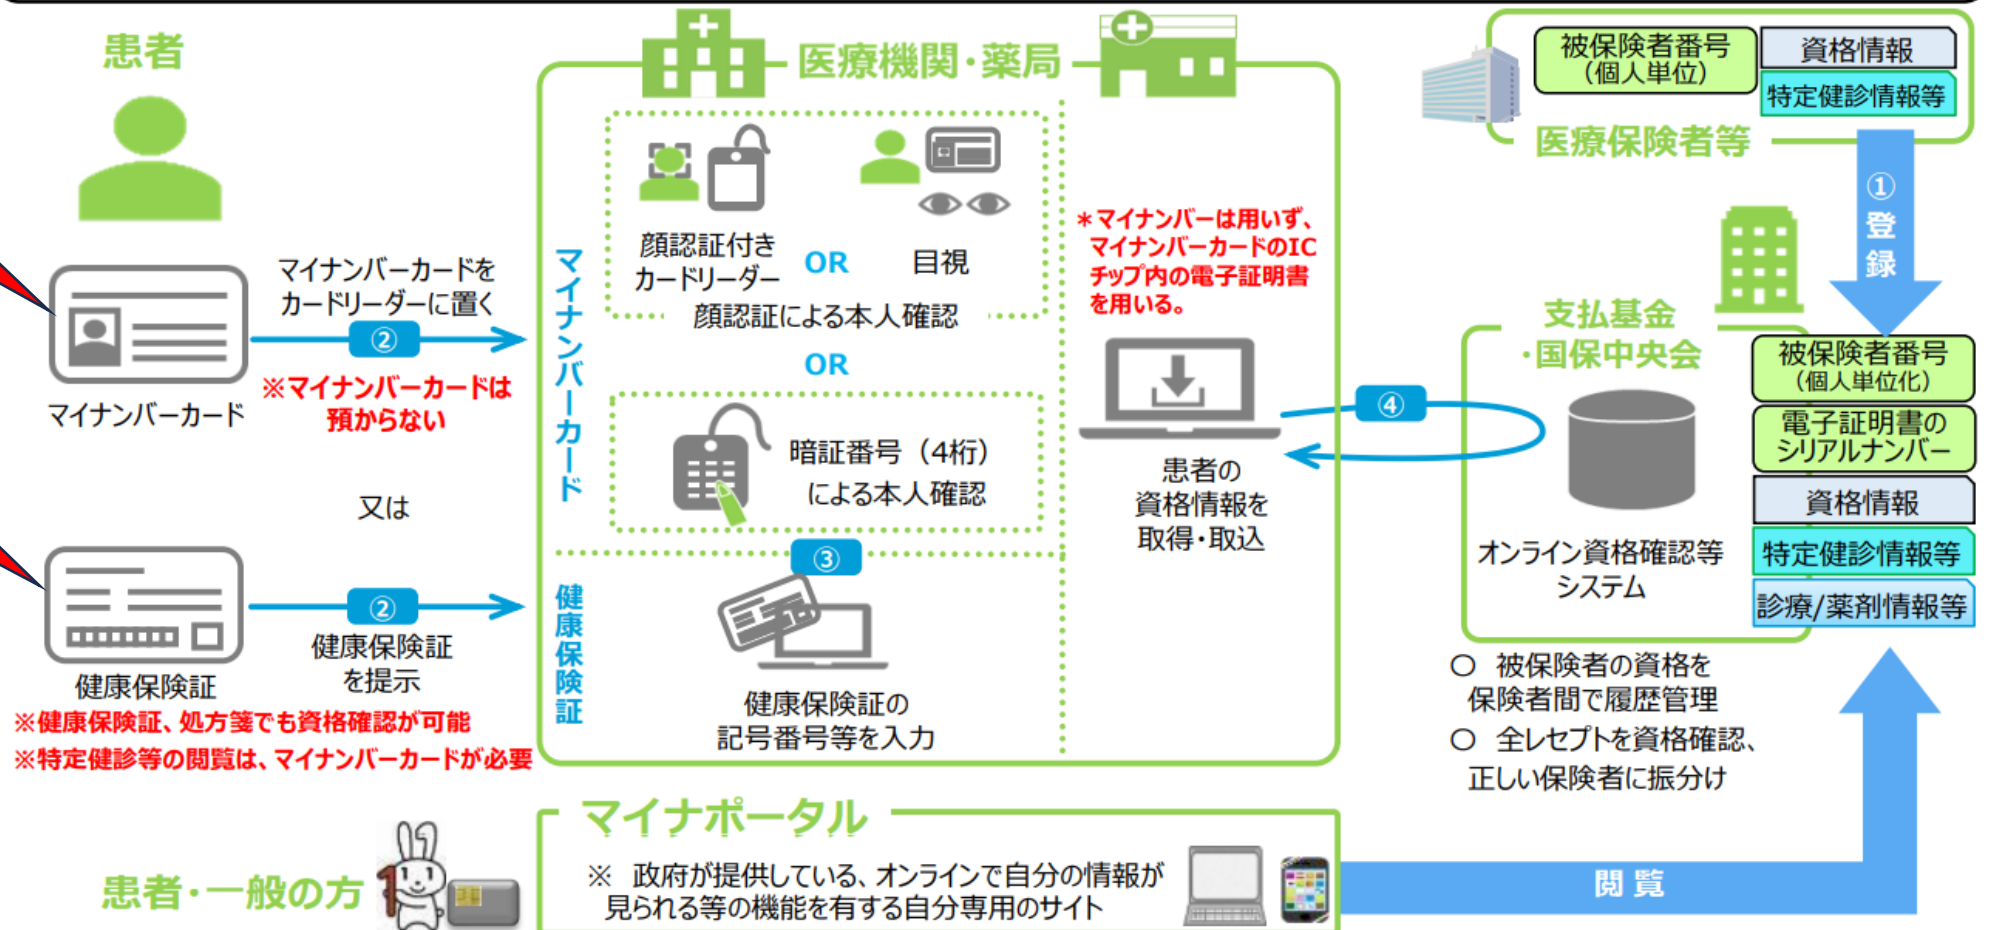 患者
マイナンバーカード
マイナンバーカードを
カードリーダーに置く
②
※マイナンバーカードは
預からない
又は
健康保険証
②
健康保険証
を提示
※健康保険証、処方箋でも資格確認が可能
※特定健診等の閲覧は、マイナンバーカードが必要
医療機関・薬局
マイナンバーカード
顔認証付き
カードリーダー
OR
目視
顔認証による本人確認
OR
暗証番号（4桁）
による本人確認
③
健康保険証
健康保険証の
記号番号等を入力
＊マイナンバーは用いず、
マイナンバーカードのIC
チップ内の電子証明書
を用いる。
患者の
資格情報を
取得・取込
④
被保険者番号
（個人単位）
資格情報
特定健診情報等
医療保険者等
①
登
録
支払基金
・国保中央会
オンライン資格確認等
システム
被保険者番号
（個人単位化）
電子証明書の
シリアルナンバー
資格情報
特定健診情報等
診療/薬剤情報等
〇　被保険者の資格を
保険者間で履歴管理
〇　全レセプトを資格確認、
正しい保険者に振分け
患者・一般の方
1
マイナポータル
※　政府が提供している、オンラインで自分の情報が
見られる等の機能を有する自分専用のサイト
閲覧